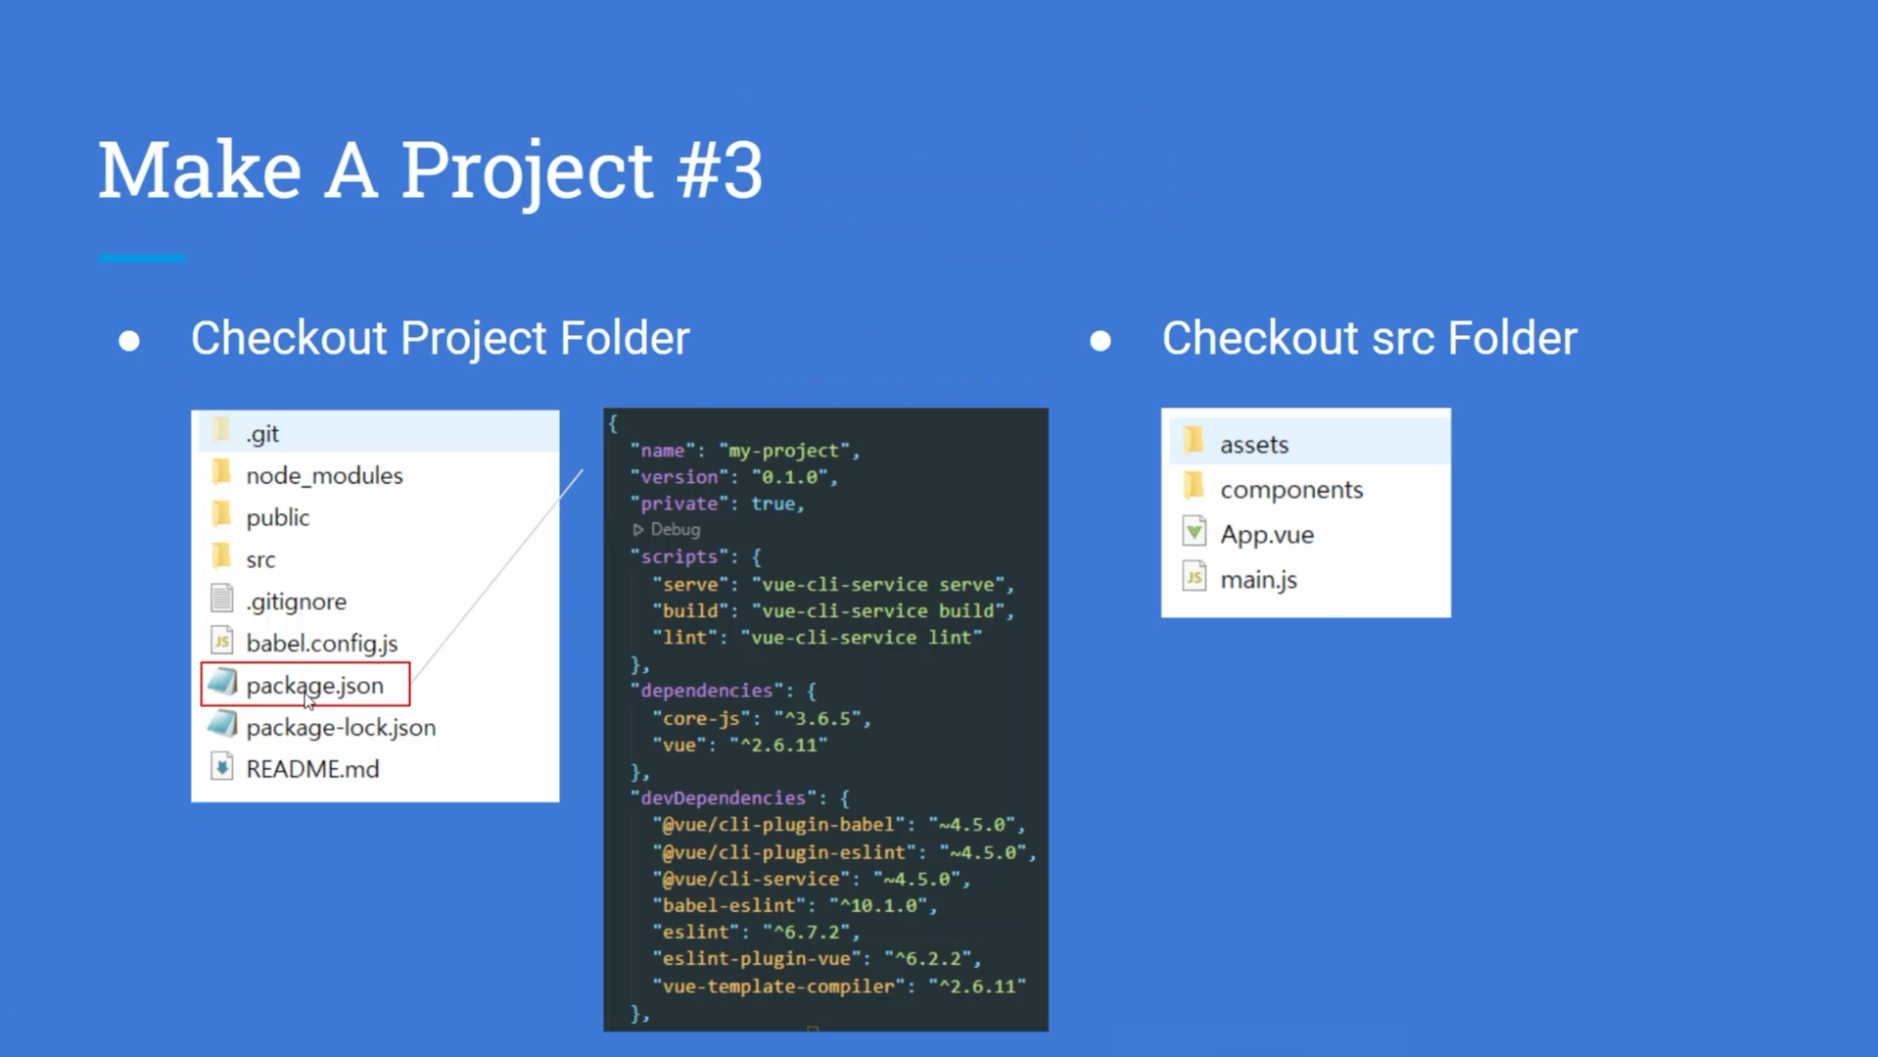 Make A Project #3
● Checkout Project Folder
.git
node_modules
public
src
.gitignore
babel.config.js
package.json
package-lock.json
README.md
{
"name": "my-project",
"version": "0.1.0",
"private": true,
▷ Debug
"scripts": {
"serve": "vue-cli-service serve",
"build": "vue-cli-service build",
"lint": "vue-cli-service lint"
},
"dependencies": {
"core-js": "^3.6.5",
"vue": "^2.6.11"
},
"devDependencies": {
"@vue/cli-plugin-babel": "~4.5.0",
"@vue/cli-plugin-eslint": "~4.5.0",
"@vue/cli-service": "~4.5.0",
"babel-eslint": "^10.1.0",
"eslint": "^6.7.2",
"eslint-plugin-vue": "^6.2.2",
"vue-template-compiler": "^2.6.11"
},
● Checkout src Folder
assets
components
App.vue
main.js